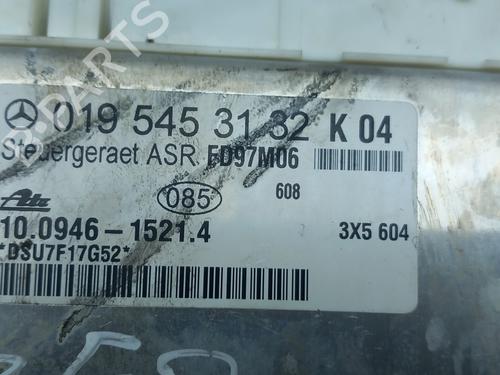 B-PARTS
019 545 31 32 K 04
Steuergeraet ASR FD97M06
085
608
Ate
10.0946-1521.4
3X5 604
*DSU7F17G52*